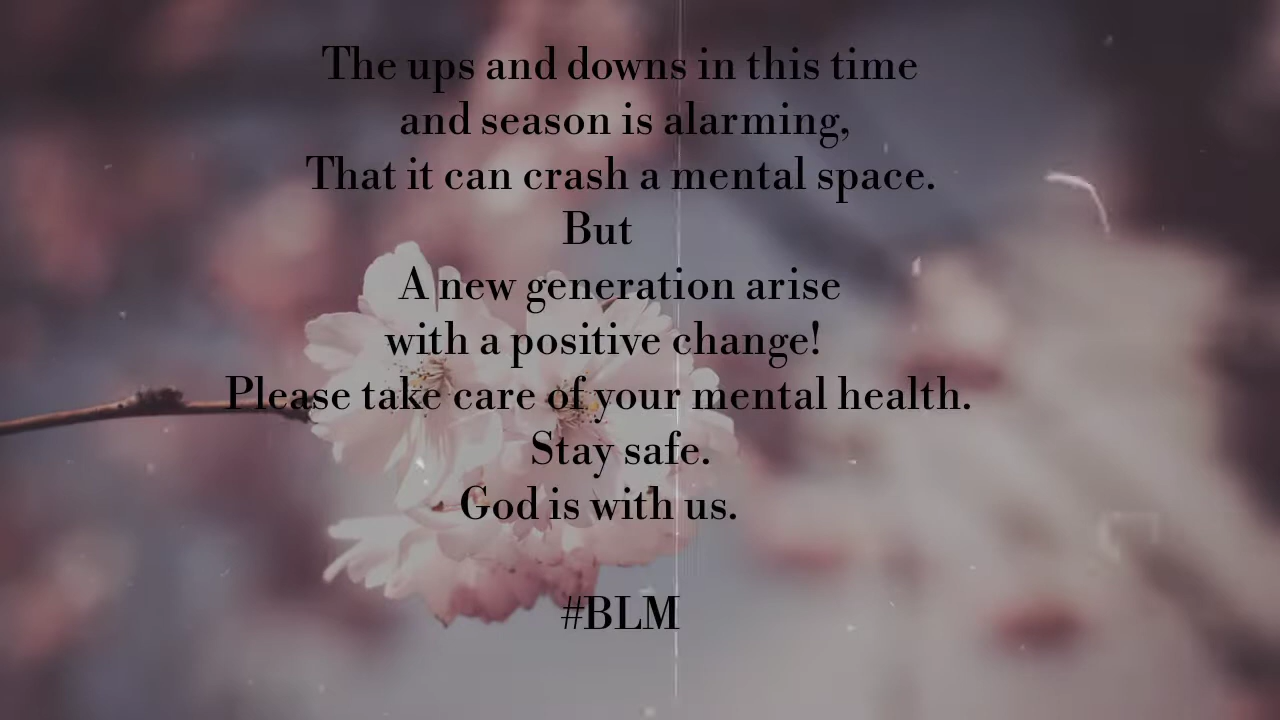 The ups and downs in this time
and season is alarming,
That it can crash a mental space.
But
A new generation arise
with a positive change!
Please take care of your mental health.
Stay safe.
God is with us.
#BLM